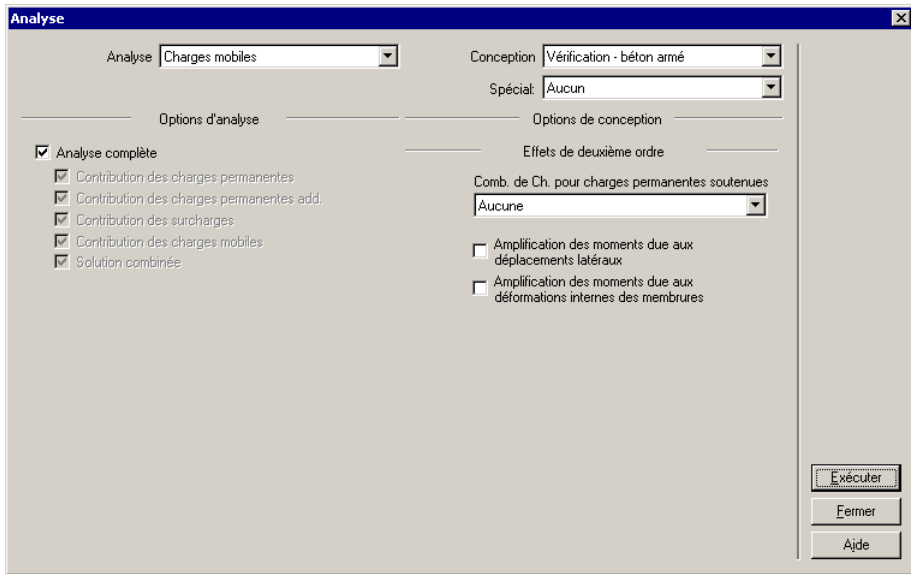 Analyse
Analyse Charges mobiles
Conception Vérification - béton armé
Spécial: Aucun
Options d'analyse
Options de conception
Analyse complète
Contribution des charges permanentes
Contribution des charges permanentes add.
Contribution des surcharges
Contribution des charges mobiles
Solution combinée
Effets de deuxième ordre
Comb. de Ch. pour charges permanentes soutenues
Aucune
Amplification des moments due aux
déplacements latéraux
Amplification des moments due aux
déformations internes des membrures
Exécuter
Fermer
Aide